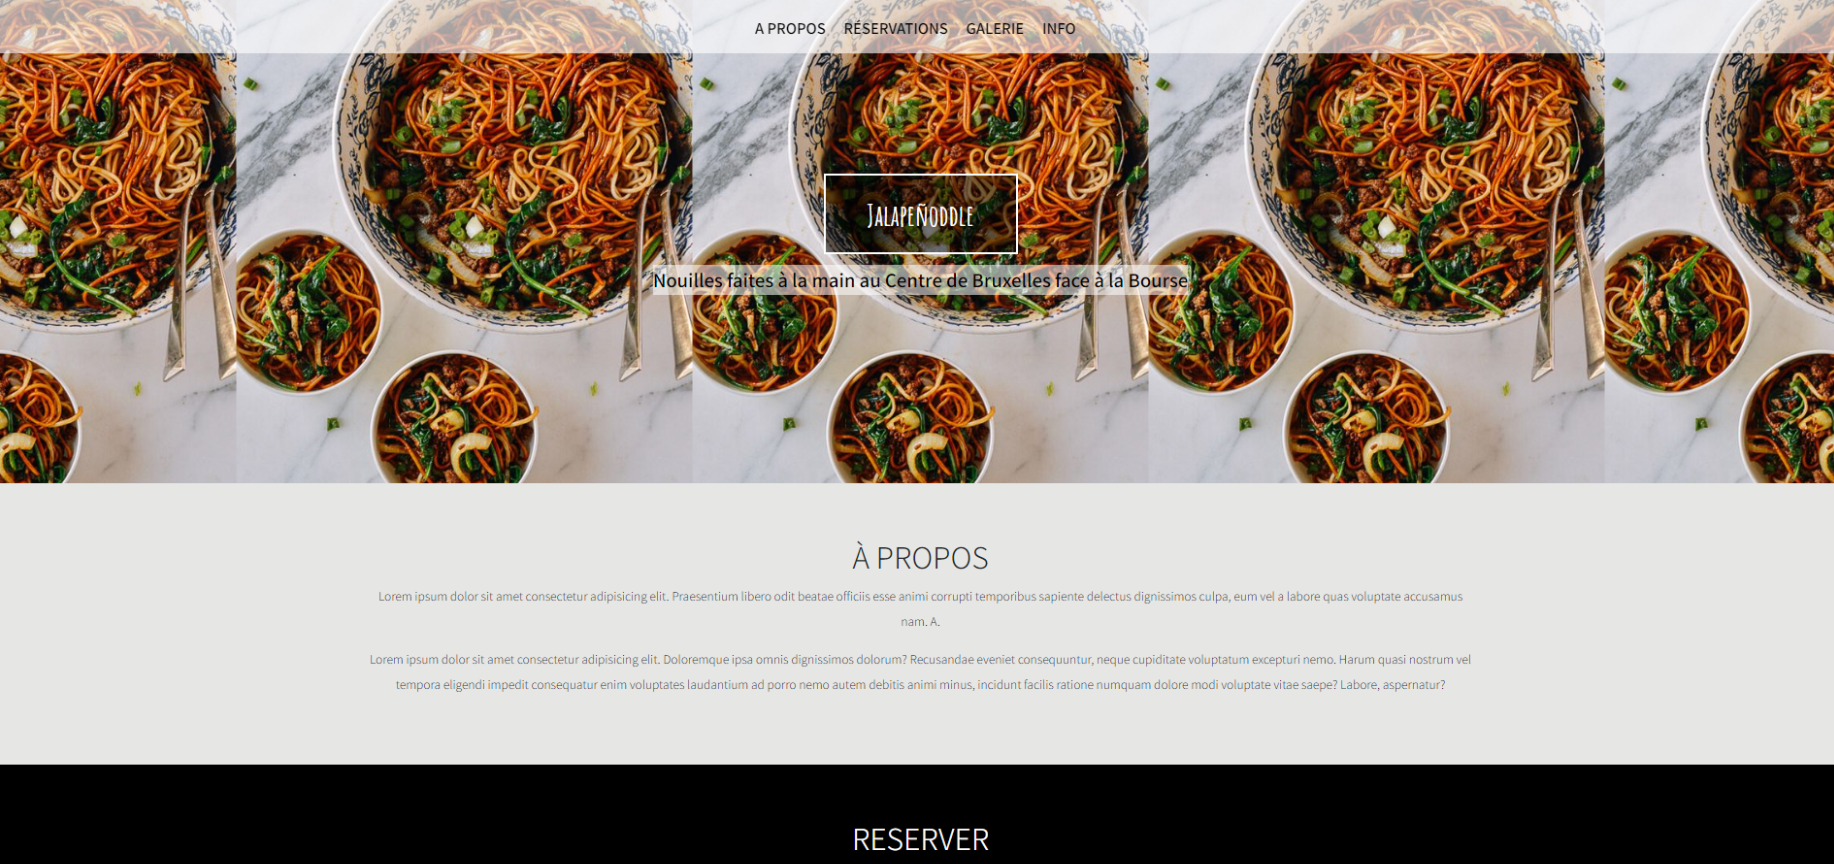 A PROPOS RÉSERVATIONS GALERIE INFO
Jalapeñoddle
Nouilles faites à la main au Centre de Bruxelles face à la Bourse
À PROPOS
Lorem ipsum dolor sit amet consectetur adipisicing elit. Praesentium libero odit beatae officiis esse animi corrupti temporibus sapiente delectus dignissimos culpa, eum vel a labore quas voluptate accusamus
nam. A.
Lorem ipsum dolor sit amet consectetur adipisicing elit. Doloremque ipsa omnis dignissimos dolorum? Recusandae eveniet consequuntur, neque cupiditate voluptatum excepturi nemo. Harum quasi nostrum vel
tempora eligendi impedit consequatur enim voluptates laudantium ad porro nemo autem debitis animi minus, incidunt facilis ratione numquam dolore modi voluptate vitae saepe? Labore, aspernatur?
RESERVER